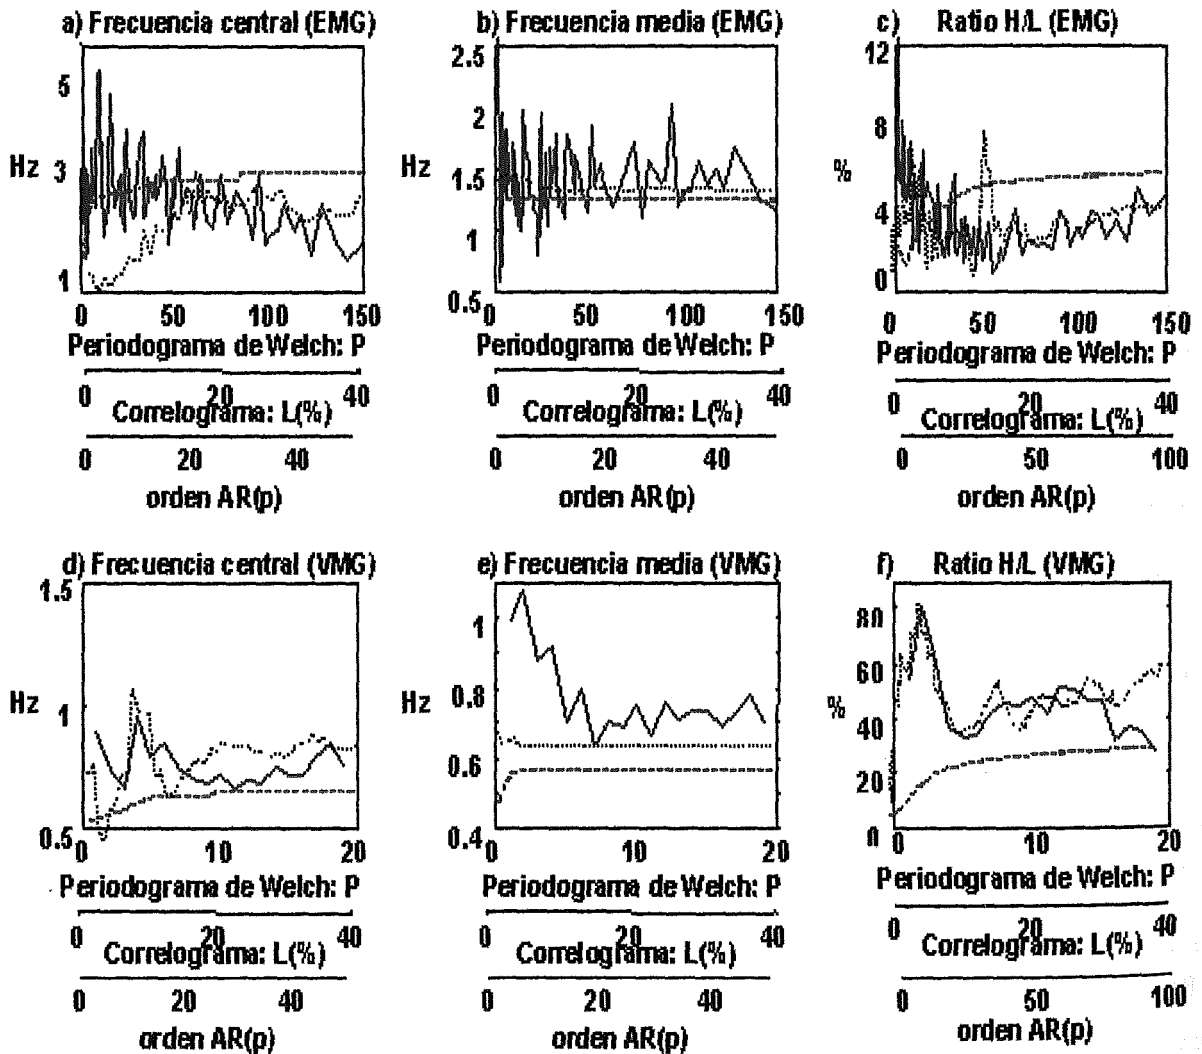 a) Frecuencia central (EMG)
5
Hz
3
1
0 50 100 150
Periodograma de Welch: P
0 20 40
Correlograma: L(%)
0 20 40
orden AR(p)
b) Frecuencia media (EMG)
2.5
2
Hz
1.5
1
0.5
0 50 100 150
Periodograma de Welch: P
0 20 40
Correlograma: L(%)
0 20 40
orden AR(p)
c) Ratio H/L (EMG)
12
8
%
4
0
0 50 100 150
Periodograma de Welch: P
0 20 40
Correlograma: L(%)
0 50 100
orden AR(p)
d) Frecuencia central (VMG)
1.5
Hz
1
0.5
0 10 20
Periodograma de Welch: P
0 20 40
Correlograma: L(%)
0 20 40
orden AR(p)
e) Frecuencia media (VMG)
1
Hz
0.8
0.6
0.4
0 10 20
Periodograma de Welch: P
0 20 40
Correlograma: L(%)
0 20 40
orden AR(p)
f) Ratio H/L (VMG)
80
60
%
40
20
0
0 10 20
Periodograma de Welch: P
0 20 40
Correlograma: L(%)
0 50 100
orden AR(p)